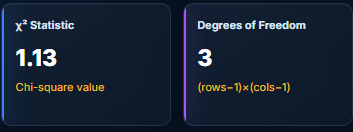 χ² Statistic
1.13
Chi-square value
Degrees of Freedom
3
(rows−1)×(cols−1)